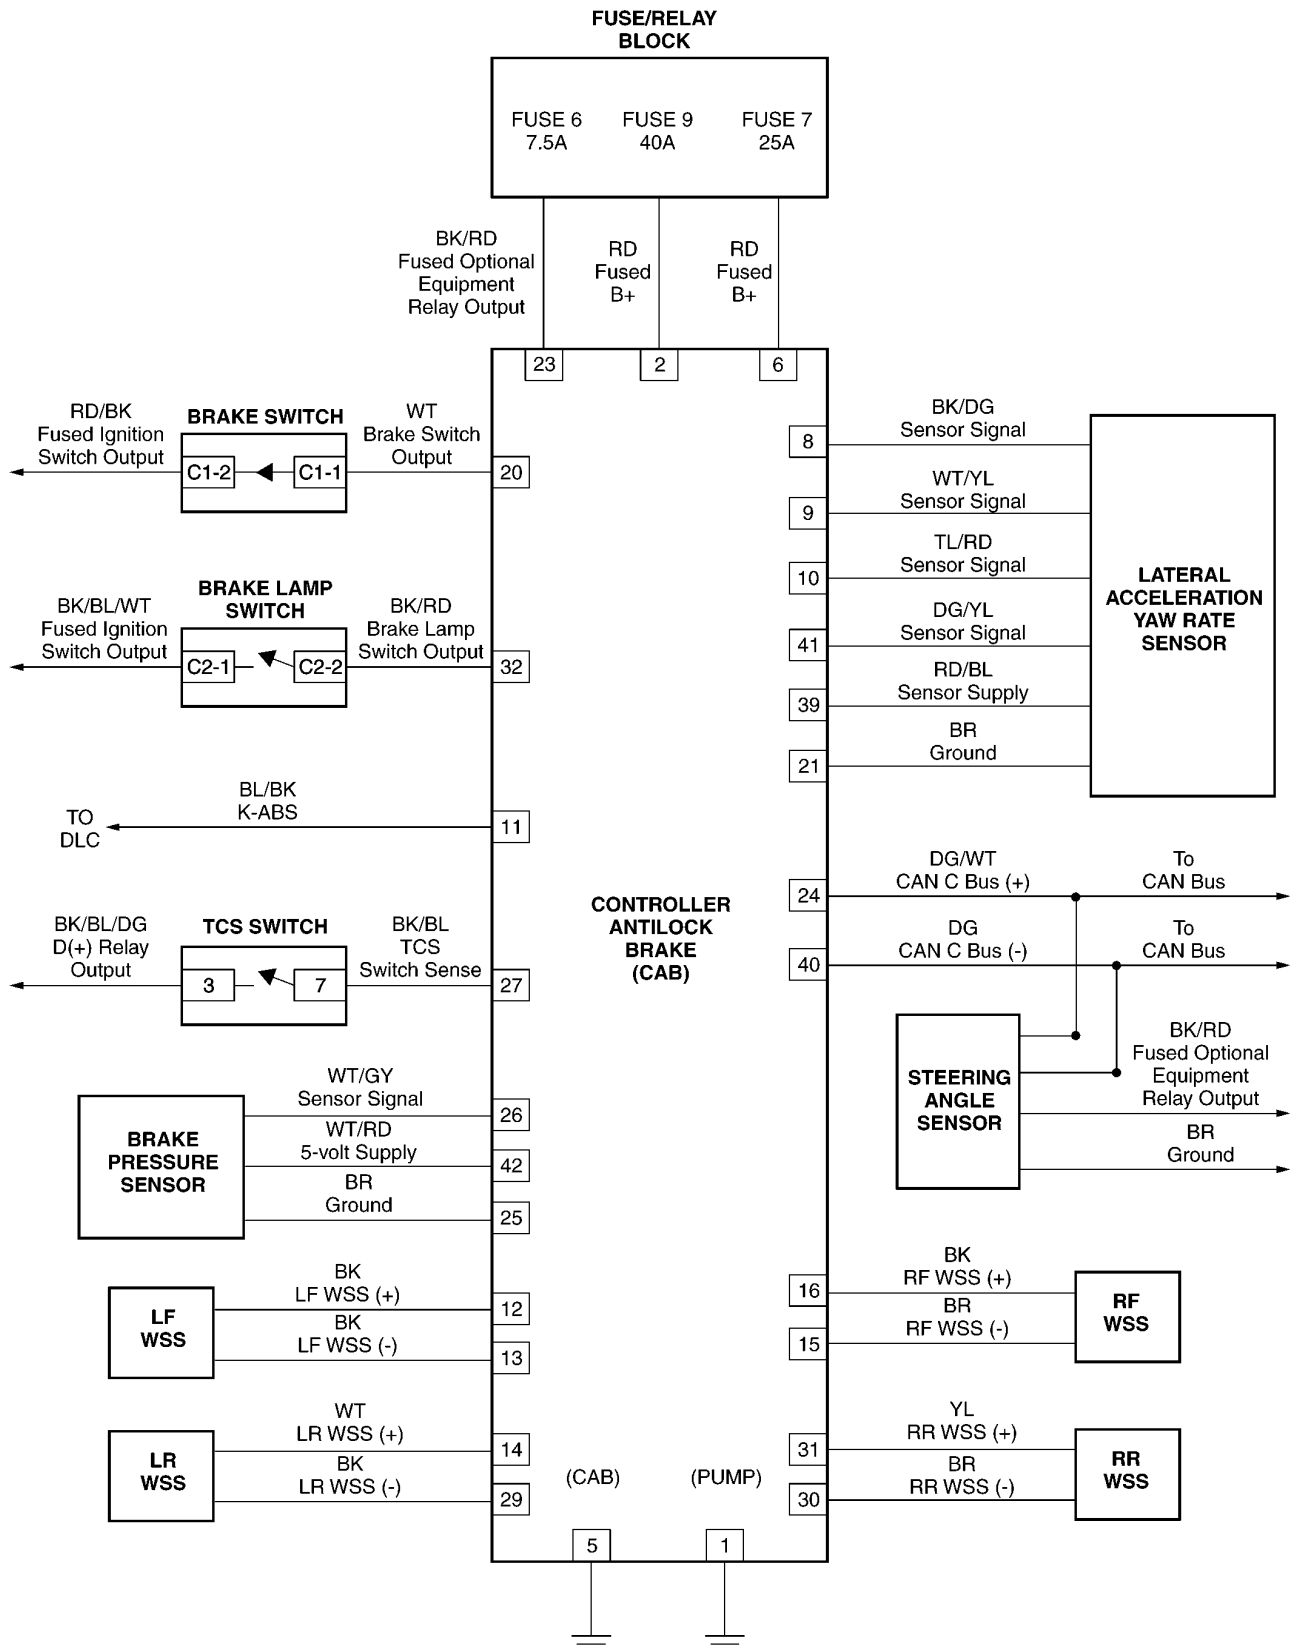 FUSE/RELAY
BLOCK
FUSE 6
7.5A
FUSE 9
40A
FUSE 7
25A
BK/RD
Fused Optional
Equipment
Relay Output
RD
Fused
B+
RD
Fused
B+
23
2
6
RD/BK
Fused Ignition
Switch Output
BRAKE SWITCH
C1-2
C1-1
WT
Brake Switch
Output
20
BK/BL/WT
Fused Ignition
Switch Output
BRAKE LAMP
SWITCH
C2-1
C2-2
BK/RD
Brake Lamp
Switch Output
32
TO
DLC
BL/BK
K-ABS
11
BK/BL/DG
D(+) Relay
Output
TCS SWITCH
3
7
BK/BL
TCS
Switch Sense
27
BRAKE
PRESSURE
SENSOR
WT/GY
Sensor Signal
26
WT/RD
5-volt Supply
42
BR
Ground
25
LF
WSS
BK
LF WSS (+)
12
BK
LF WSS (-)
13
LR
WSS
WT
LR WSS (+)
14
BK
LR WSS (-)
29
CONTROLLER
ANTILOCK
BRAKE
(CAB)
(CAB)
(PUMP)
5
1
8
BK/DG
Sensor Signal
9
WT/YL
Sensor Signal
10
TL/RD
Sensor Signal
41
DG/YL
Sensor Signal
39
RD/BL
Sensor Supply
21
BR
Ground
LATERAL
ACCELERATION
YAW RATE
SENSOR
24
DG/WT
CAN C Bus (+)
To
CAN Bus
40
DG
CAN C Bus (-)
To
CAN Bus
STEERING
ANGLE
SENSOR
BK/RD
Fused Optional
Equipment
Relay Output
BR
Ground
16
BK
RF WSS (+)
15
BR
RF WSS (-)
RF
WSS
31
YL
RR WSS (+)
30
BR
RR WSS (-)
RR
WSS